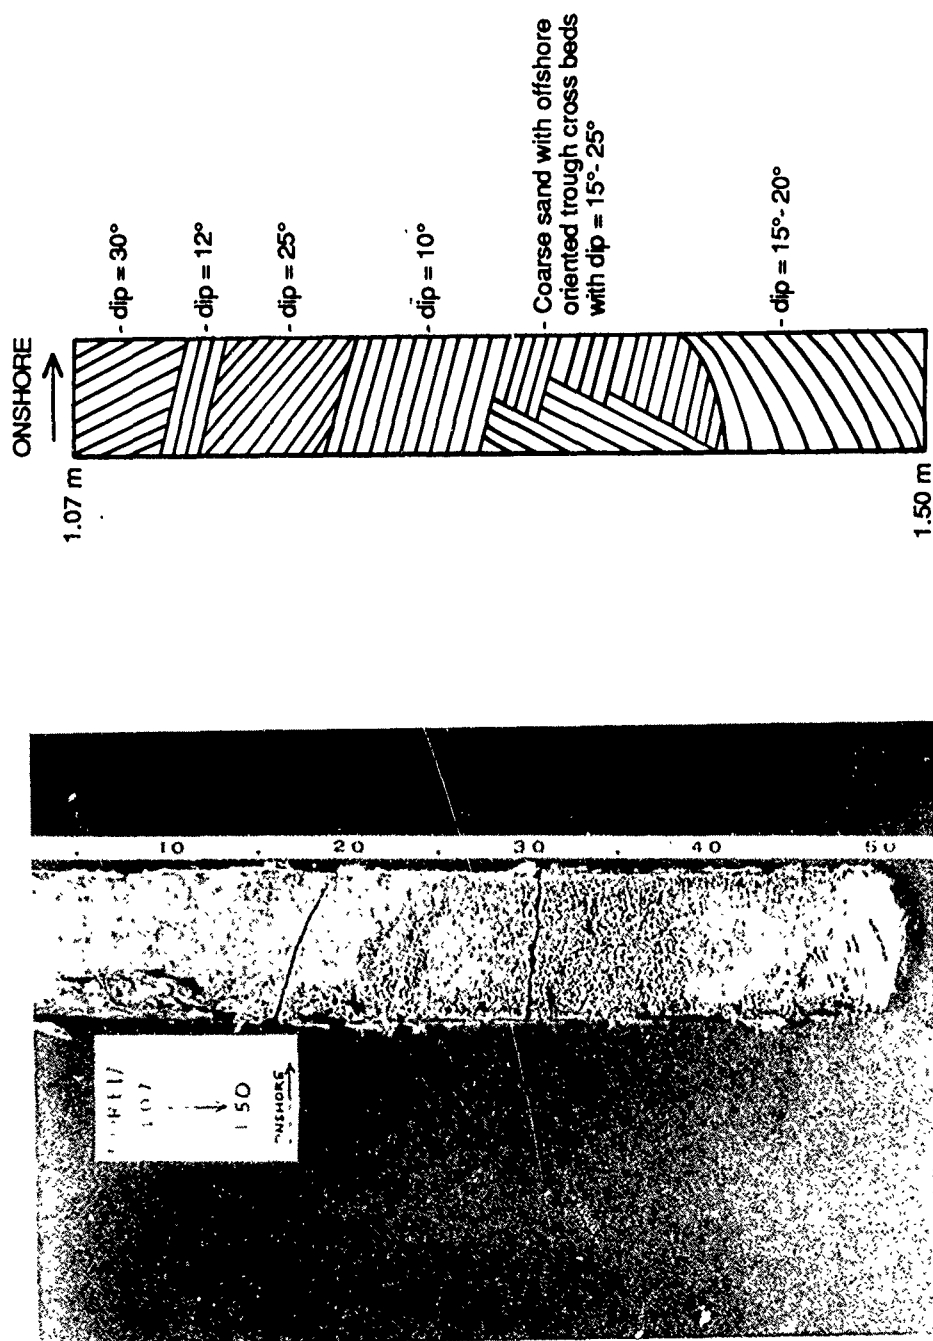 ONSHORE
1.07 m
- dip = 30°
- dip = 12°
- dip = 25°
- dip = 10°
- Coarse sand with offshore
oriented trough cross beds
with dip = 15°- 25°
- dip = 15°- 20°
1.50 m
10
20
30
40
50
150
ONSHORE